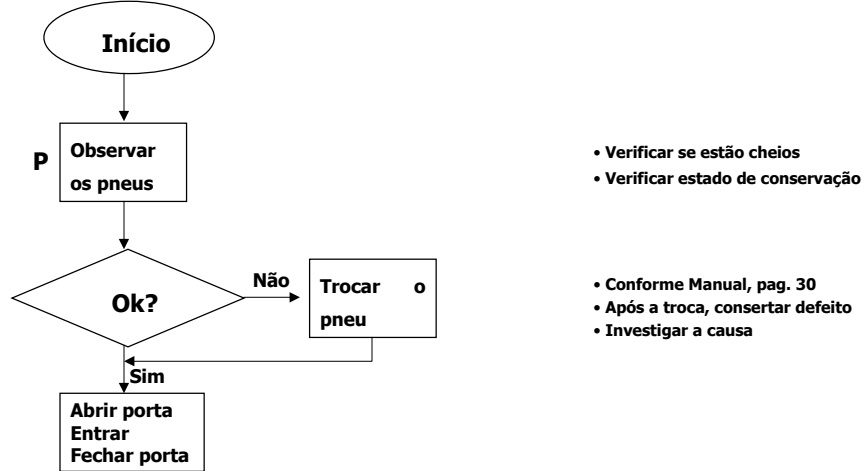 Início
P
Observar
os pneus
• Verificar se estão cheios
• Verificar estado de conservação
Ok?
Não
Trocar o
pneu
• Conforme Manual, pag. 30
• Após a troca, consertar defeito
• Investigar a causa
Sim
Abrir porta
Entrar
Fechar porta